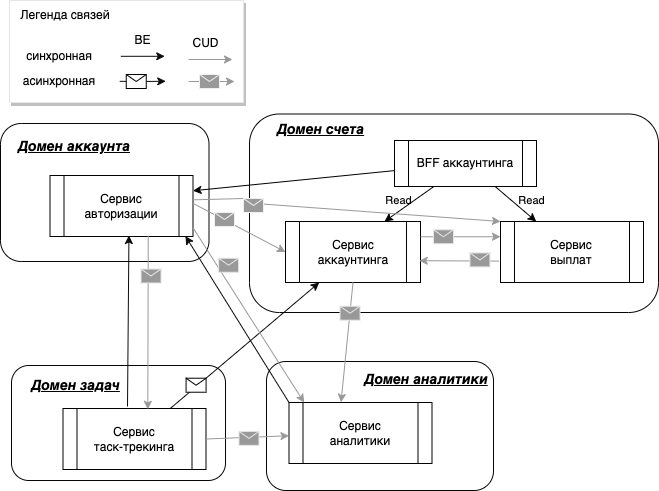 Легенда связей
BE
CUD
синхронная
асинхронная
Домен аккаунта
Домен счета
BFF аккаунтинга
Сервис
авторизации
Read
Read
Сервис
аккаунтинга
Сервис
выплат
Домен задач
Домен аналитики
Сервис
таск-трекинга
Сервис
аналитики